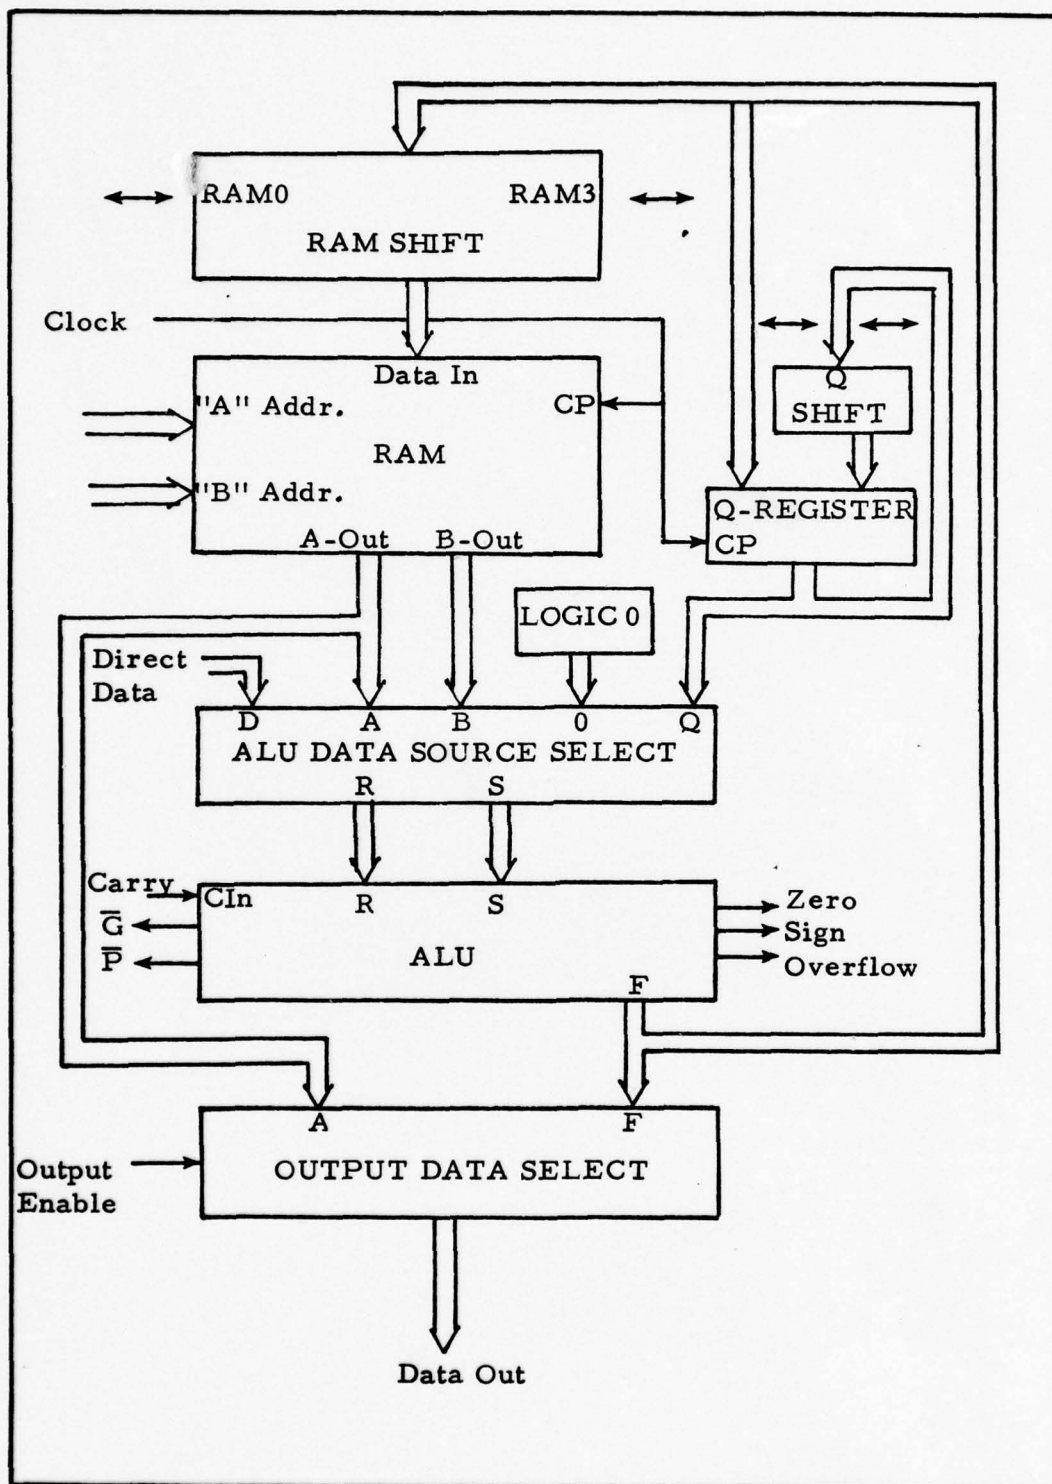 RAM0 RAM3
RAM SHIFT
Clock
Data In
Q
SHIFT
"A" Addr. CP
RAM
"B" Addr.
Q-REGISTER
CP
A-Out B-Out
LOGIC 0
Direct
Data
D A B 0 Q
ALU DATA SOURCE SELECT
R S
Carry
CIn R S
G̅
P̅
ALU
F
Zero
Sign
Overflow
A F
OUTPUT DATA SELECT
Output
Enable
Data Out